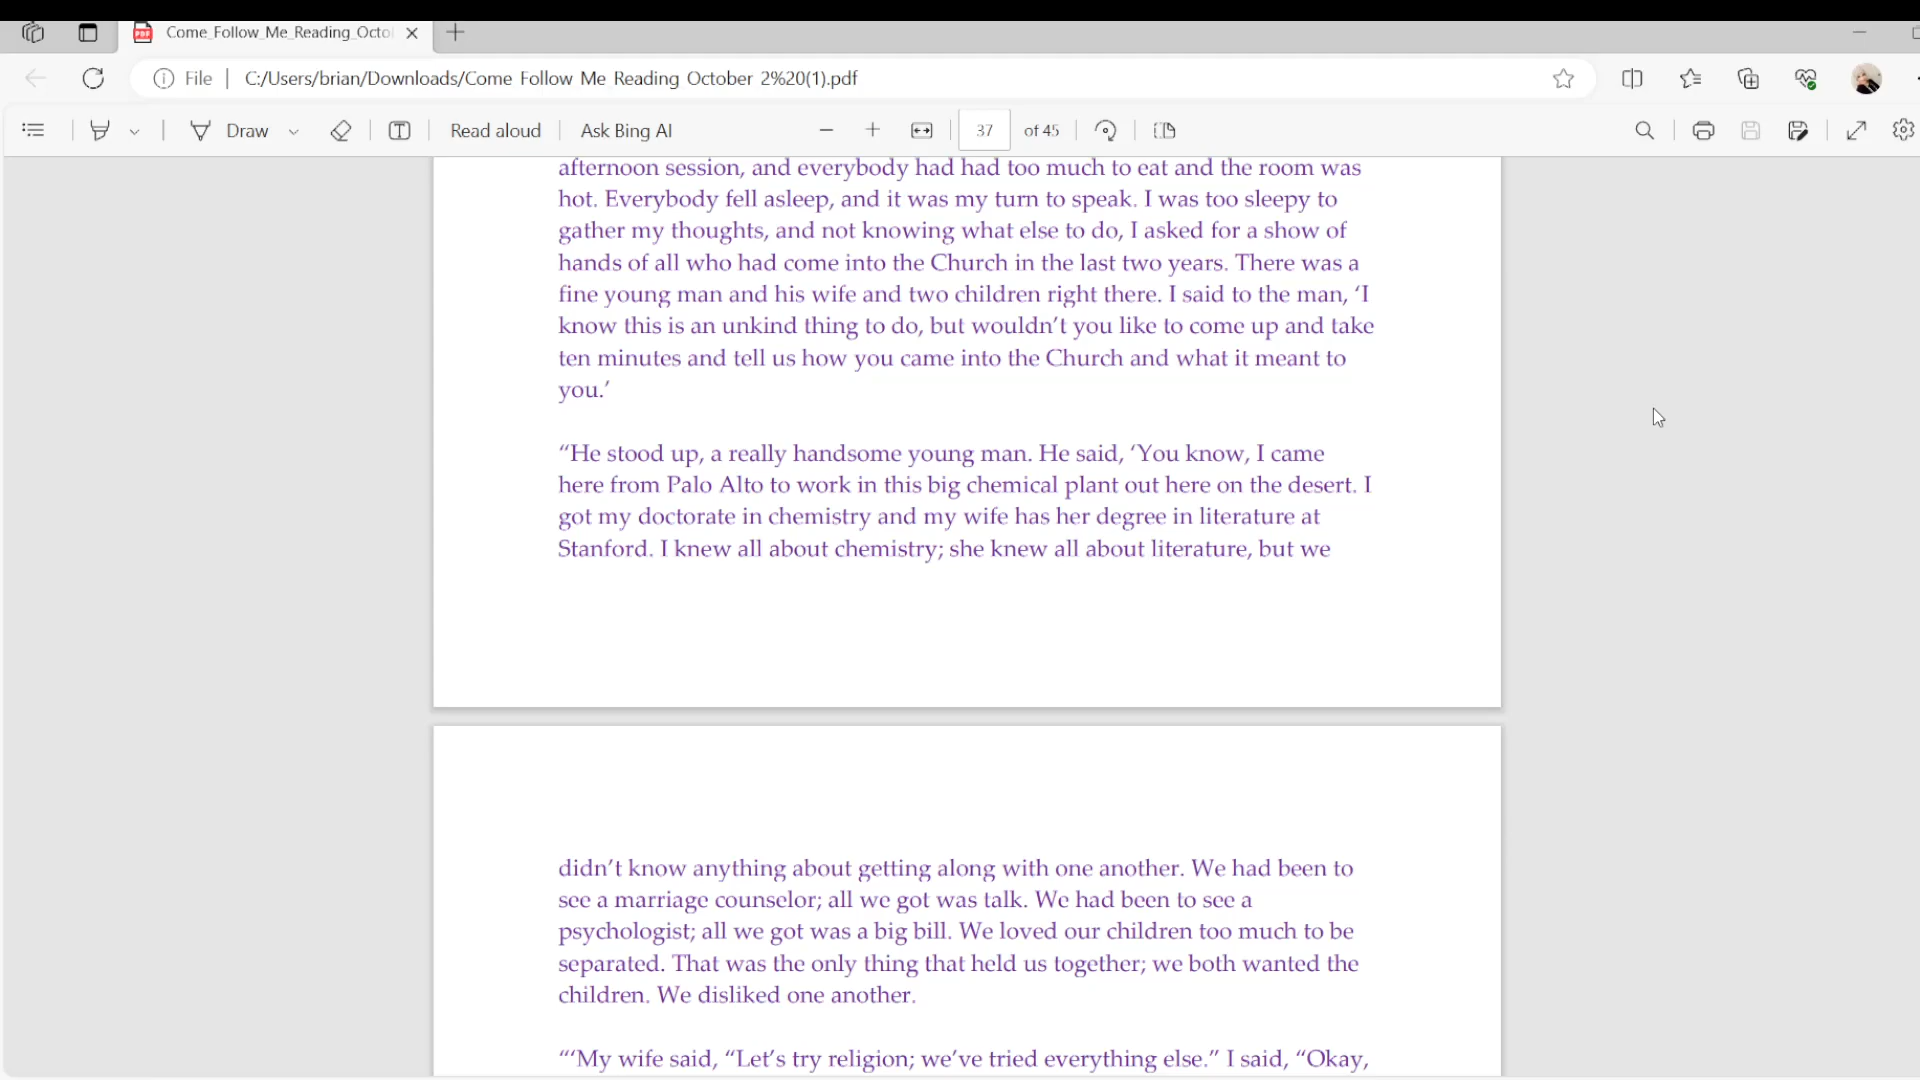 Come_Follow_Me_Reading_Octo
File
C:/Users/brian/Downloads/Come Follow Me Reading October 2%20(1).pdf
Draw
Read aloud
Ask Bing AI
37 of 45
afternoon session, and everybody had had too much to eat and the room was
hot. Everybody fell asleep, and it was my turn to speak. I was too sleepy to
gather my thoughts, and not knowing what else to do, I asked for a show of
hands of all who had come into the Church in the last two years. There was a
fine young man and his wife and two children right there. I said to the man, ‘I
know this is an unkind thing to do, but wouldn’t you like to come up and take
ten minutes and tell us how you came into the Church and what it meant to
you.’
“He stood up, a really handsome young man. He said, ‘You know, I came
here from Palo Alto to work in this big chemical plant out here on the desert. I
got my doctorate in chemistry and my wife has her degree in literature at
Stanford. I knew all about chemistry; she knew all about literature, but we
didn’t know anything about getting along with one another. We had been to
see a marriage counselor; all we got was talk. We had been to see a
psychologist; all we got was a big bill. We loved our children too much to be
separated. That was the only thing that held us together; we both wanted the
children. We disliked one another.
“‘My wife said, “Let’s try religion; we’ve tried everything else.” I said, “Okay,